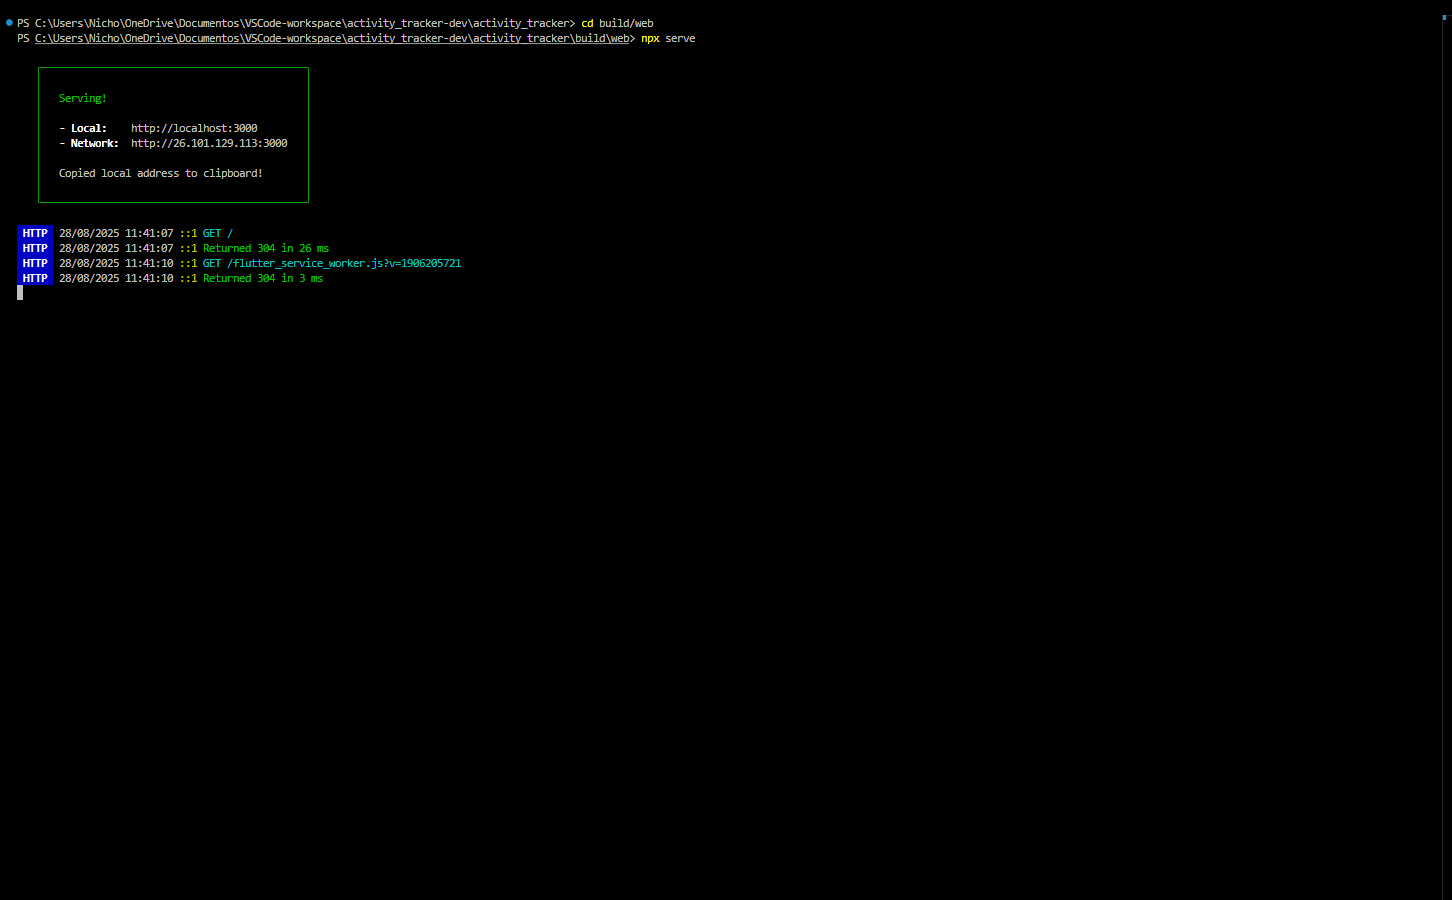 PS C:\Users\Nicho\OneDrive\Documentos\VSCode-workspace\activity_tracker-dev\activity_tracker> cd build/web
PS C:\Users\Nicho\OneDrive\Documentos\VSCode-workspace\activity_tracker-dev\activity_tracker\build\web> npx serve
Serving!
- Local: http://localhost:3000
- Network: http://26.101.129.113:3000
Copied local address to clipboard!
HTTP 28/08/2025 11:41:07 ::1 GET /
HTTP 28/08/2025 11:41:07 ::1 Returned 304 in 26 ms
HTTP 28/08/2025 11:41:10 ::1 GET /flutter_service_worker.js?v=1906205721
HTTP 28/08/2025 11:41:10 ::1 Returned 304 in 3 ms